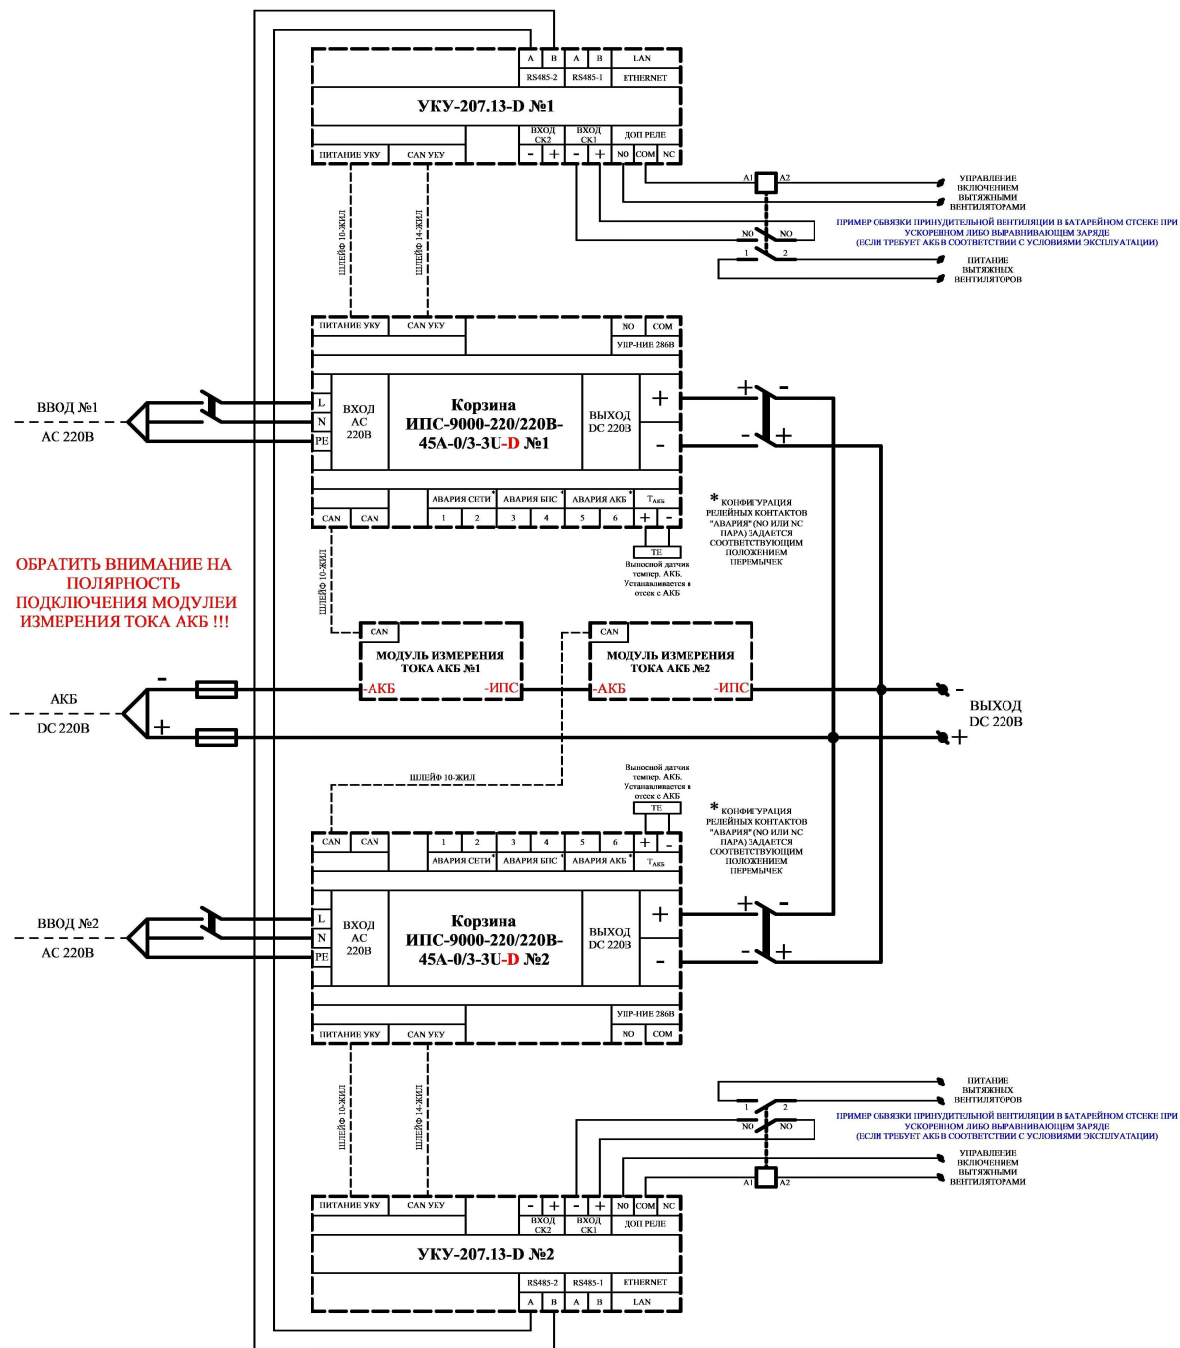 A B A B LAN
RS485-2 RS485-1 ETHERNET
УКУ-207.13-D №1
ВХОД СК2
ВХОД СК1
ДОП РЕЛЕ
ПИТАНИЕ УКУ CAN УКУ - + - + NO COM NC
ШЛЕЙФ 10-ЖИЛ
ШЛЕЙФ 14-ЖИЛ
A1 A2
УПРАВЛЕНИЕ
ВКЛЮЧЕНИЕМ
ВЫТЯЖНЫМИ
ВЕНТИЛЯТОРАМИ
ПРИМЕР ОБВЯЗКИ ПРИНУДИТЕЛЬНОЙ ВЕНТИЛЯЦИИ В БАТАРЕЙНОМ ОТСЕКЕ ПРИ
УСКОРЕННОМ ЛИБО ВЫРАВНИВАЮЩЕМ ЗАРЯДЕ
(ЕСЛИ ТРЕБУЕТ АКБ В СООТВЕТСТВИИ С УСЛОВИЯМИ ЭКСПЛУАТАЦИИ)
NO NO
1 2
ПИТАНИЕ
ВЫТЯЖНЫХ
ВЕНТИЛЯТОРОВ
ПИТАНИЕ УКУ CAN УКУ NO COM
УПР-НИЕ 286В
ВВОД №1
AC 220В
L
N
PE
ВХОД
AC
220В
Корзина
ИПС-9000-220/220В-
45А-0/3-3U-D №1
ВЫХОД
DC 220В
+
-
+ -
- +
АВАРИЯ СЕТИ* АВАРИЯ БПС* АВАРИЯ АКБ* TАКБ
CAN CAN 1 2 3 4 5 6 + -
TE
Выносной датчик
темпер. АКБ.
Устанавливается в
отсек с АКБ
* КОНФИГУРАЦИЯ
РЕЛЕЙНЫХ КОНТАКТОВ
"АВАРИЯ" (NO ИЛИ NC
ПАРА) ЗАДАЕТСЯ
СООТВЕТСТВУЮЩИМ
ПОЛОЖЕНИЕМ
ПЕРЕМЫЧЕК
ШЛЕЙФ 10-ЖИЛ
ОБРАТИТЬ ВНИМАНИЕ НА
ПОЛЯРНОСТЬ
ПОДКЛЮЧЕНИЯ МОДУЛЕЙ
ИЗМЕРЕНИЯ ТОКА АКБ !!!
CAN
МОДУЛЬ ИЗМЕРЕНИЯ
ТОКА АКБ №1
-АКБ -ИПС
CAN
МОДУЛЬ ИЗМЕРЕНИЯ
ТОКА АКБ №2
-АКБ -ИПС
АКБ
DC 220В
-
+
-
ВЫХОД
DC 220В
+
ШЛЕЙФ 10-ЖИЛ
Выносной датчик
темпер. АКБ.
Устанавливается в
отсек с АКБ
TE
* КОНФИГУРАЦИЯ
РЕЛЕЙНЫХ КОНТАКТОВ
"АВАРИЯ" (NO ИЛИ NC
ПАРА) ЗАДАЕТСЯ
СООТВЕТСТВУЮЩИМ
ПОЛОЖЕНИЕМ
ПЕРЕМЫЧЕК
CAN CAN 1 2 3 4 5 6 + -
АВАРИЯ СЕТИ* АВАРИЯ БПС* АВАРИЯ АКБ* TАКБ
ВВОД №2
AC 220В
L
N
PE
ВХОД
AC
220В
Корзина
ИПС-9000-220/220В-
45А-0/3-3U-D №2
ВЫХОД
DC 220В
+
-
+ -
- +
УПР-НИЕ 286В
ПИТАНИЕ УКУ CAN УКУ NO COM
ШЛЕЙФ 10-ЖИЛ
ШЛЕЙФ 14-ЖИЛ
ПИТАНИЕ
ВЫТЯЖНЫХ
ВЕНТИЛЯТОРОВ
1 2
NO NO
ПРИМЕР ОБВЯЗКИ ПРИНУДИТЕЛЬНОЙ ВЕНТИЛЯЦИИ В БАТАРЕЙНОМ ОТСЕКЕ ПРИ
УСКОРЕННОМ ЛИБО ВЫРАВНИВАЮЩЕМ ЗАРЯДЕ
(ЕСЛИ ТРЕБУЕТ АКБ В СООТВЕТСТВИИ С УСЛОВИЯМИ ЭКСПЛУАТАЦИИ)
УПРАВЛЕНИЕ
ВКЛЮЧЕНИЕМ
ВЫТЯЖНЫМИ
ВЕНТИЛЯТОРАМИ
A1 A2
ПИТАНИЕ УКУ CAN УКУ - + - + NO COM NC
ВХОД СК2
ВХОД СК1
ДОП РЕЛЕ
УКУ-207.13-D №2
RS485-2 RS485-1 ETHERNET
A B A B LAN